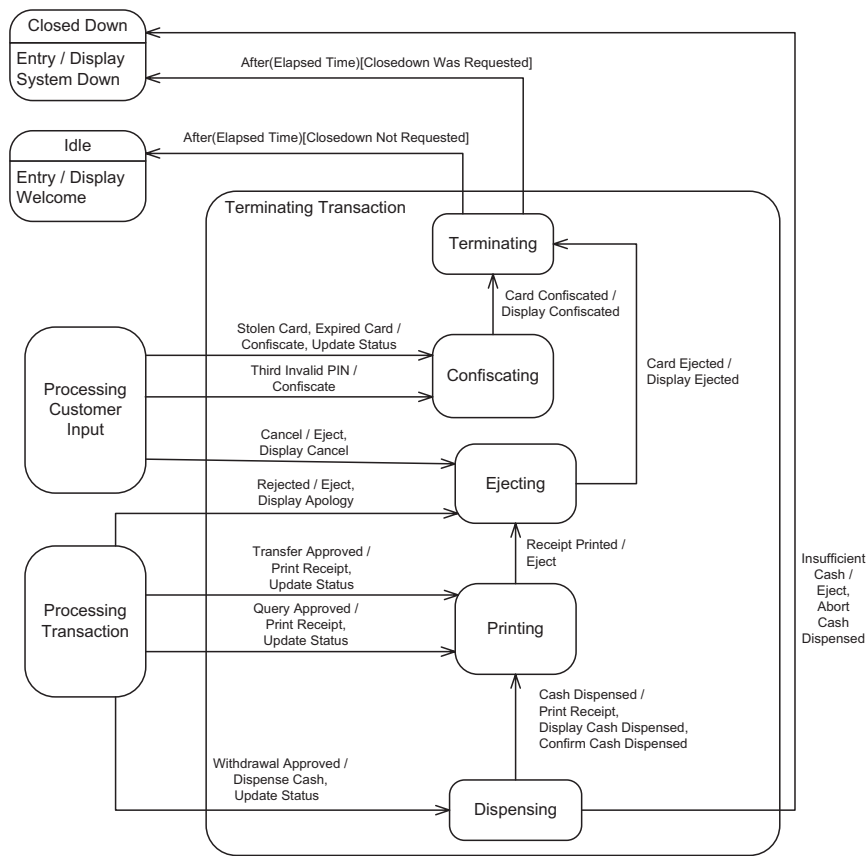 Closed Down
Entry / Display
System Down
After(Elapsed Time)[Closedown Was Requested]
Idle
Entry / Display
Welcome
After(Elapsed Time)[Closedown Not Requested]
Terminating Transaction
Terminating
Card Confiscated /
Display Confiscated
Stolen Card, Expired Card /
Confiscate, Update Status
Third Invalid PIN /
Confiscate
Confiscating
Card Ejected /
Display Ejected
Processing
Customer
Input
Cancel / Eject,
Display Cancel
Ejecting
Rejected / Eject,
Display Apology
Receipt Printed /
Eject
Processing
Transaction
Transfer Approved /
Print Receipt,
Update Status
Query Approved /
Print Receipt,
Update Status
Printing
Insufficient
Cash /
Eject,
Abort
Cash
Dispensed
Cash Dispensed /
Print Receipt,
Display Cash Dispensed,
Confirm Cash Dispensed
Withdrawal Approved /
Dispense Cash,
Update Status
Dispensing